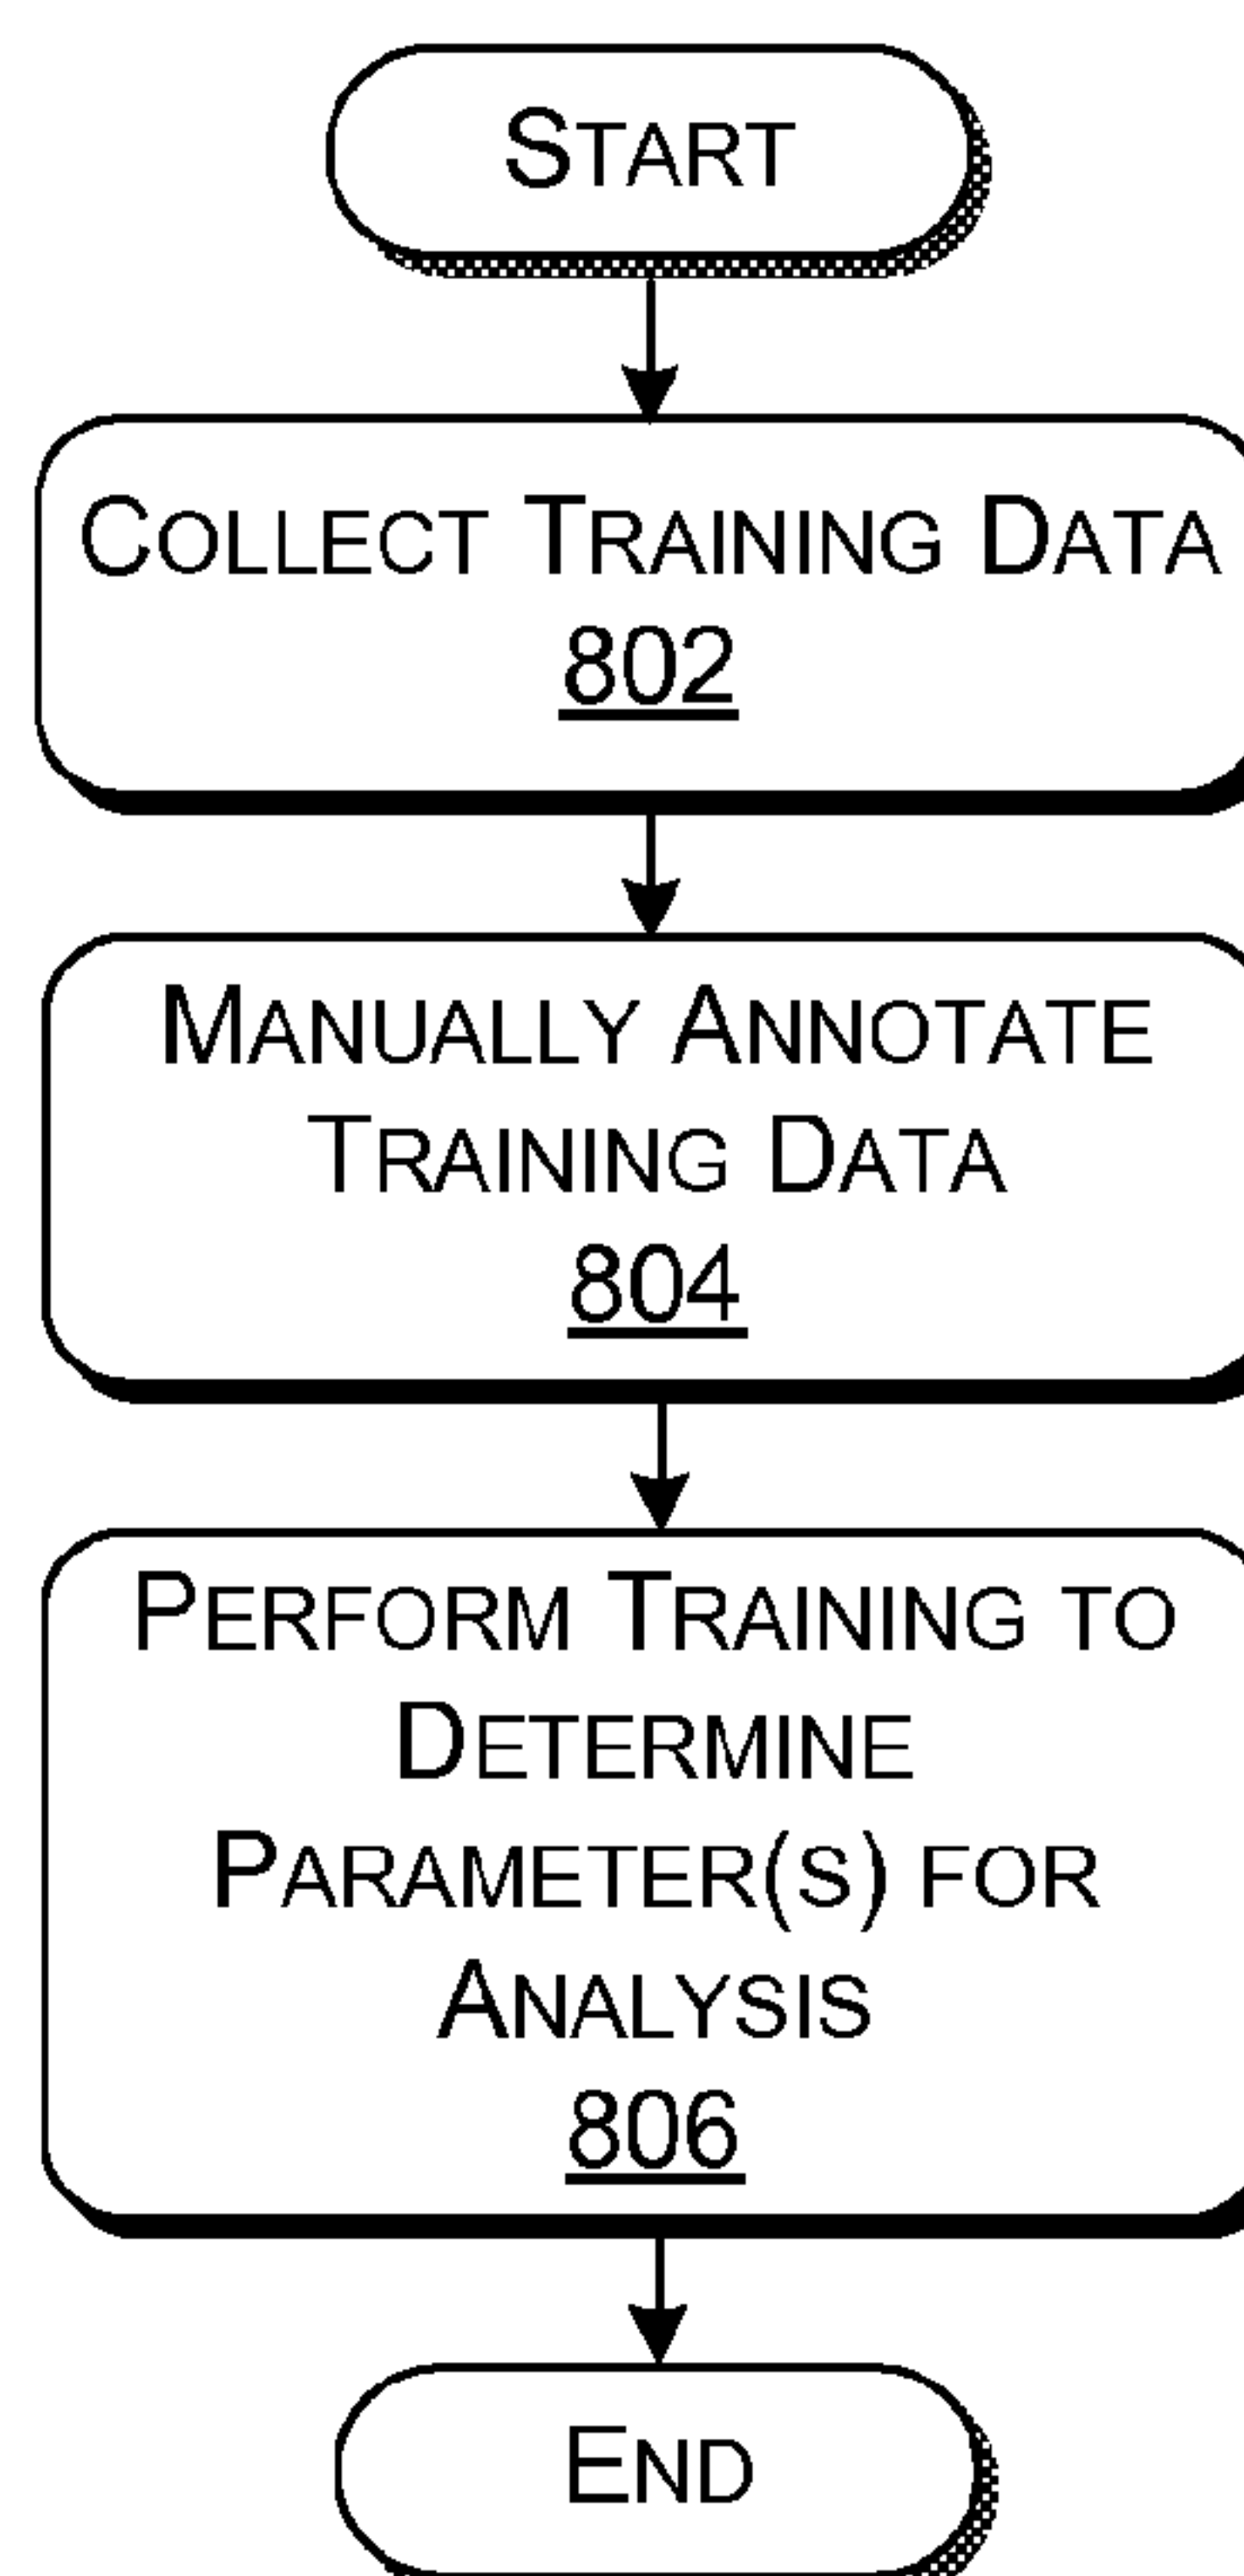 START
COLLECT TRAINING DATA
802
MANUALLY ANNOTATE
TRAINING DATA
804
PERFORM TRAINING TO
DETERMINE
PARAMETER(S) FOR
ANALYSIS
806
END